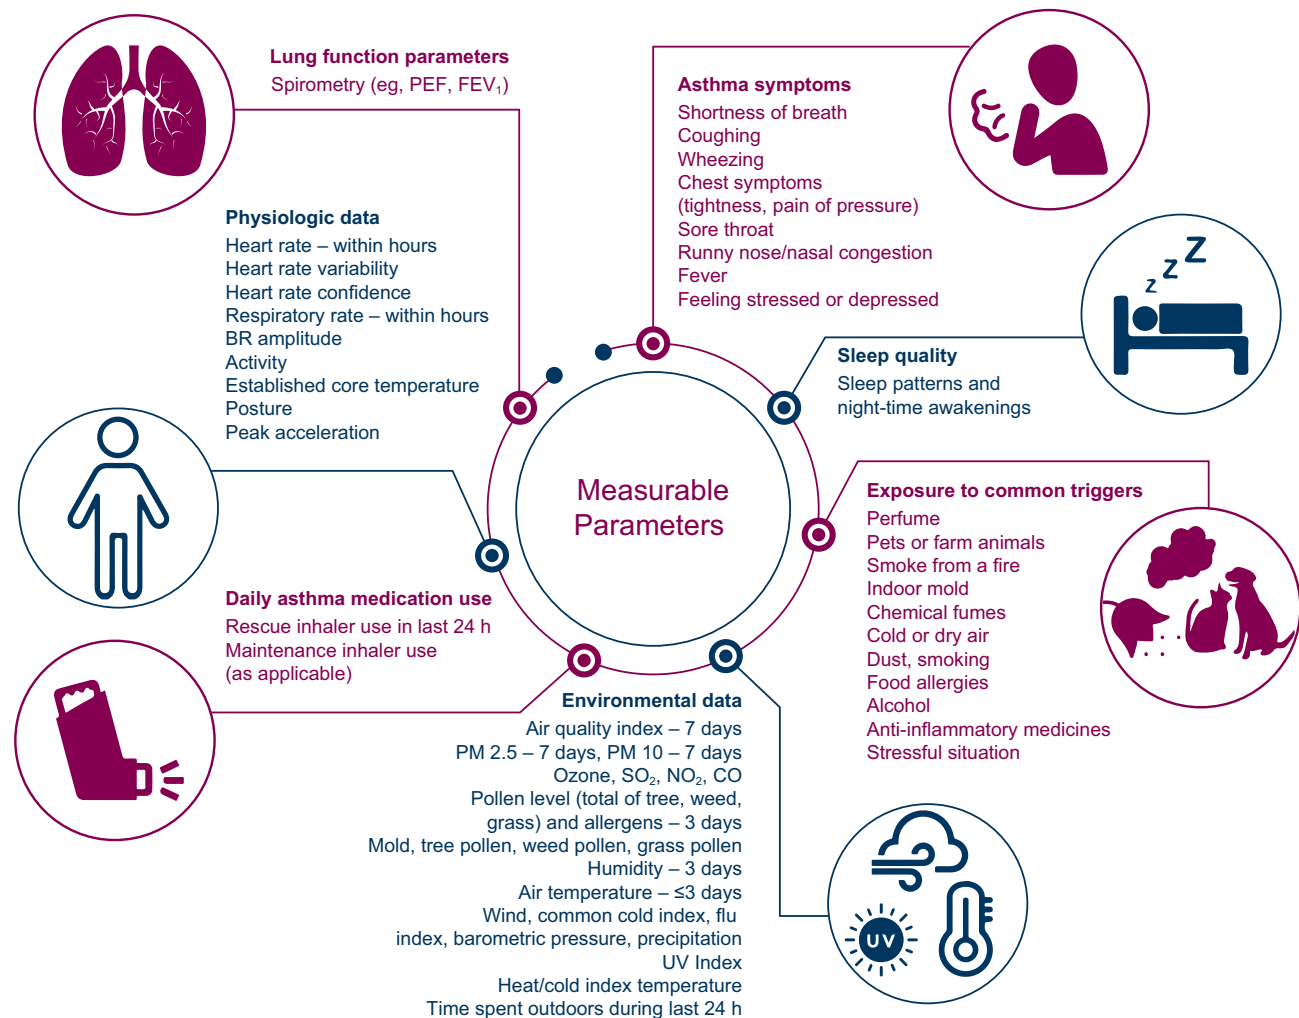 Lung function parameters
Spirometry (eg, PEF, FEV₁)
Asthma symptoms
Shortness of breath
Coughing
Wheezing
Chest symptoms
(tightness, pain of pressure)
Sore throat
Runny nose/nasal congestion
Fever
Feeling stressed or depressed
Physiologic data
Heart rate – within hours
Heart rate variability
Heart rate confidence
Respiratory rate – within hours
BR amplitude
Activity
Established core temperature
Posture
Peak acceleration
z z Z
Sleep quality
Sleep patterns and
night-time awakenings
Measurable
Parameters
Exposure to common triggers
Perfume
Pets or farm animals
Smoke from a fire
Indoor mold
Chemical fumes
Cold or dry air
Dust, smoking
Food allergies
Alcohol
Anti-inflammatory medicines
Stressful situation
Daily asthma medication use
Rescue inhaler use in last 24 h
Maintenance inhaler use
(as applicable)
Environmental data
Air quality index – 7 days
PM 2.5 – 7 days, PM 10 – 7 days
Ozone, SO₂, NO₂, CO
Pollen level (total of tree, weed,
grass) and allergens – 3 days
Mold, tree pollen, weed pollen, grass pollen
Humidity – 3 days
Air temperature – ≤3 days
Wind, common cold index, flu
index, barometric pressure, precipitation
UV Index
Heat/cold index temperature
Time spent outdoors during last 24 h
UV